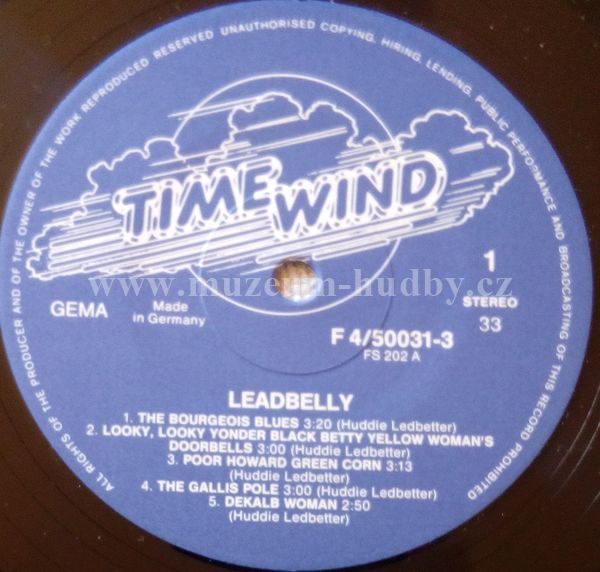 ALL RIGHTS OF THE PRODUCER AND OF THE OWNER OF THE WORK REPRODUCED RESERVED UNAUTHORISED COPYING, HIRING, LENDING, PUBLIC PERFORMANCE AND BROADCASTING OF THIS RECORD PROHIBITED
TIME WIND
www.muzeum-hudby.cz
1
STEREO
33
GEMA
Made
in Germany
F 4/50031-3
FS 202 A
LEADBELLY
1. THE BOURGEOIS BLUES 3:20 (Huddie Ledbetter)
2. LOOKY, LOOKY YONDER BLACK BETTY YELLOW WOMAN'S
DOORBELLS 3:00 (Huddie Ledbetter)
3. POOR HOWARD GREEN CORN 3:13
(Huddie Ledbetter)
4. THE GALLIS POLE 3:00 (Huddie Ledbetter)
5. DEKALB WOMAN 2:50
(Huddie Ledbetter)